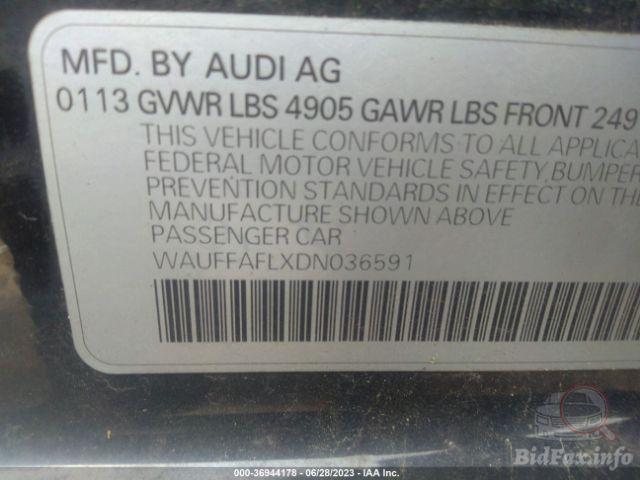 MFD. BY AUDI AG
0113 GVWR LBS 4905 GAWR LBS FRONT 249
THIS VEHICLE CONFORMS TO ALL APPLICA
FEDERAL MOTOR VEHICLE SAFETY, BUMPER
PREVENTION STANDARDS IN EFFECT ON THE
MANUFACTURE SHOWN ABOVE
PASSENGER CAR
WAUFFAFLXDN036591
BidFax.info
000-36944178 - 06/28/2023 - IAA Inc.